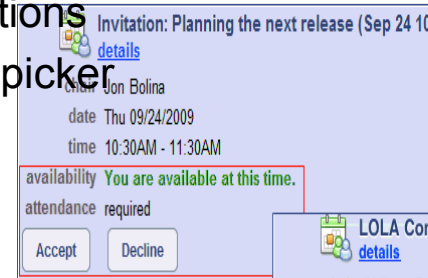 tions
Invitation: Planning the next release (Sep 24 10
details
picker
chair Jon Bolina
date Thu 09/24/2009
time 10:30AM - 11:30AM
availability You are available at this time.
attendance required
Accept Decline
LOLA Con
details